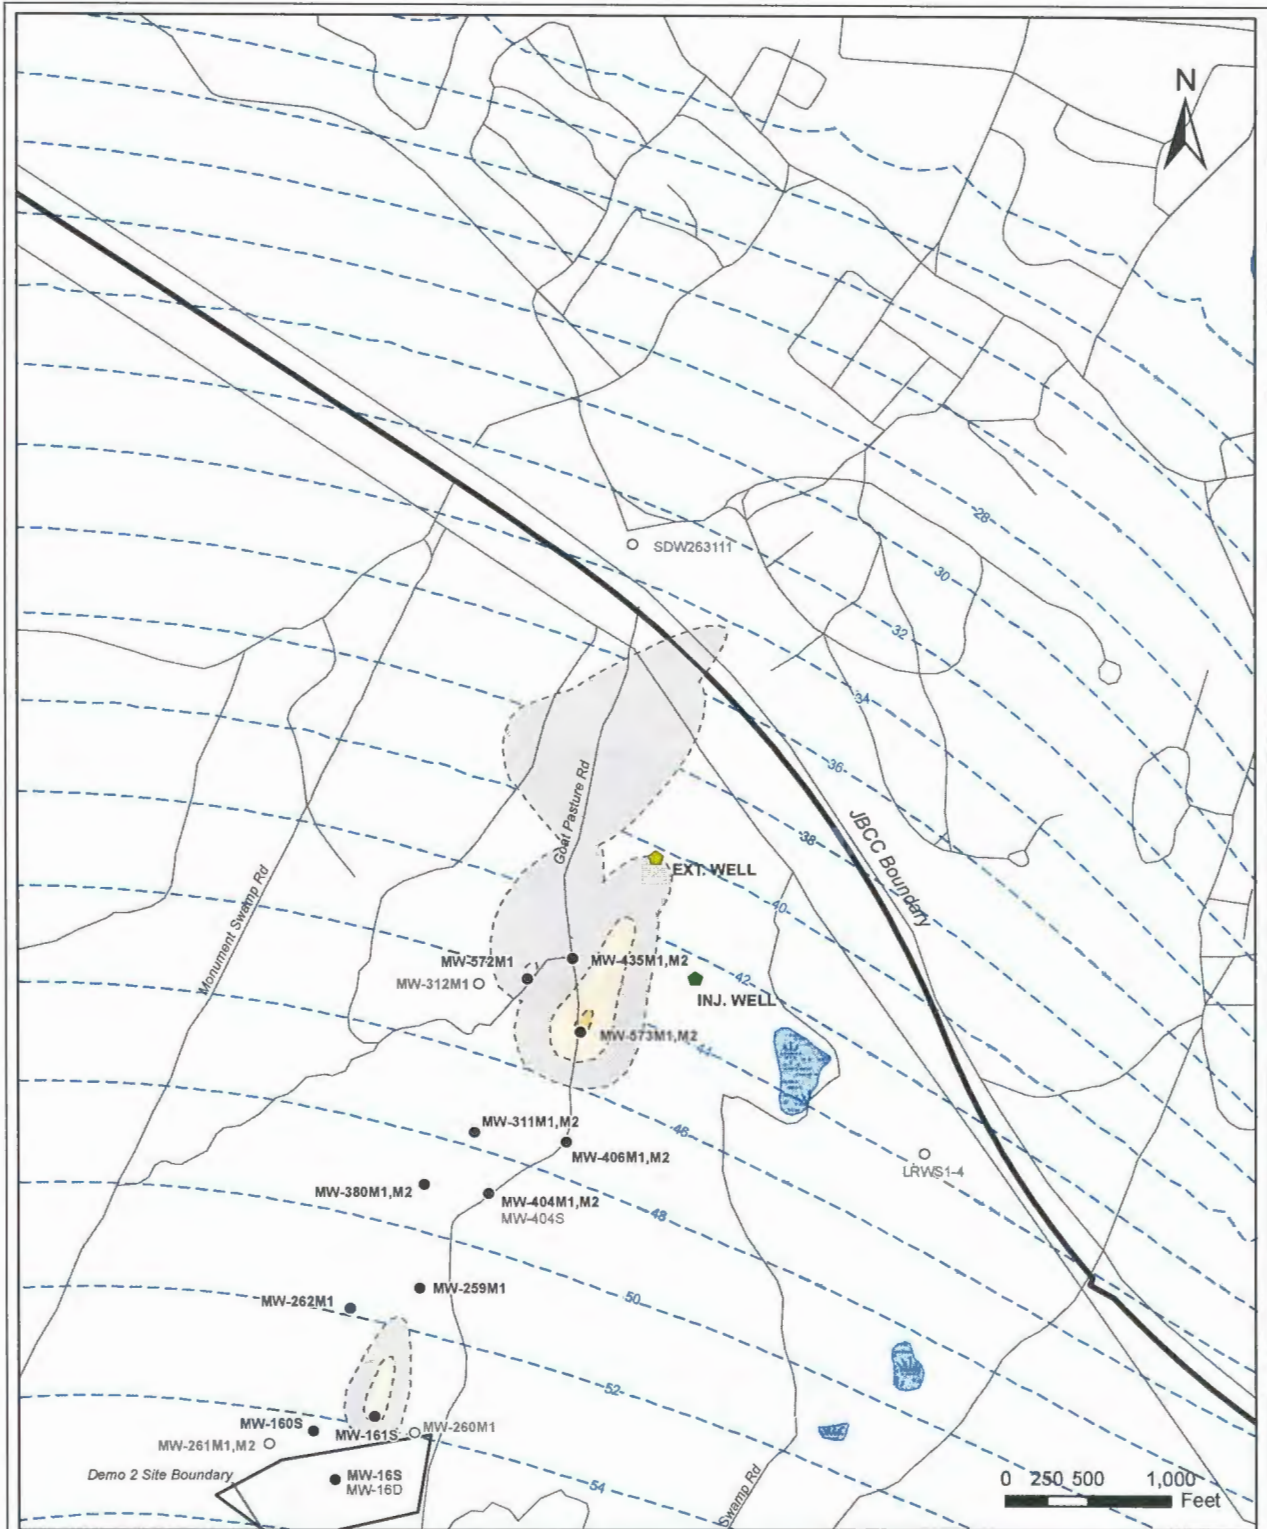 N
28
SDW263111
30
32
34
36
Goat Pasture Rd
38
JBCC Boundary
EXT. WELL
40
Monument Swamp Rd
MW-572M1
MW-435M1,M2
42
MW-312M1
INJ. WELL
MW-573M1,M2
44
MW-311M1,M2
46
MW-406M1,M2
LRWS1-4
MW-380M1,M2
MW-404M1,M2
MW-404S
48
MW-259M1
MW-262M1
50
52
MW-160S
MW-161S
MW-260M1
MW-261M1,M2
Demo 2 Site Boundary
MW-16S
MW-16D
54
Swamp Rd
0 250 500 1,000
Feet